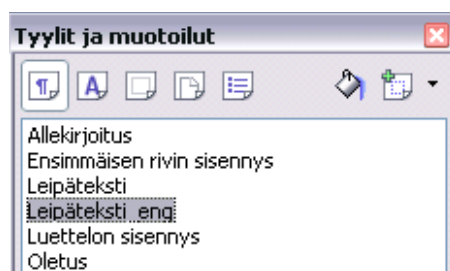 Tyylit ja muotoilut
Allekirjoitus
Ensimmäisen rivin sisennys
Leipäteksti
Leipäteksti_eng
Luettelon sisennys
Oletus